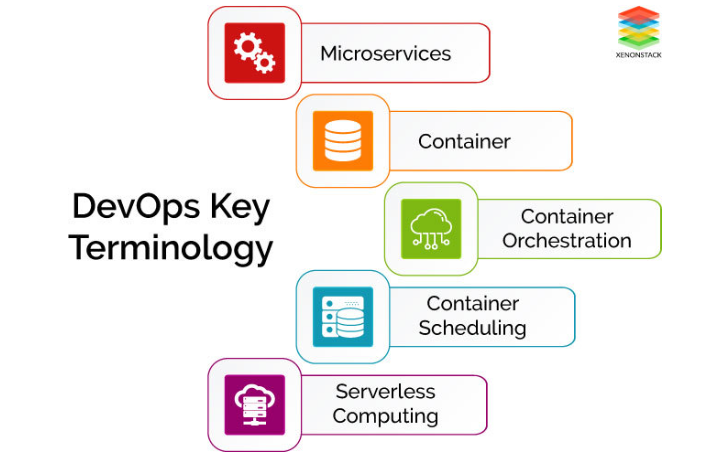 XENONSTACK
Microservices
Container
DevOps Key
Terminology
Container
Orchestration
Container
Scheduling
Serverless
Computing